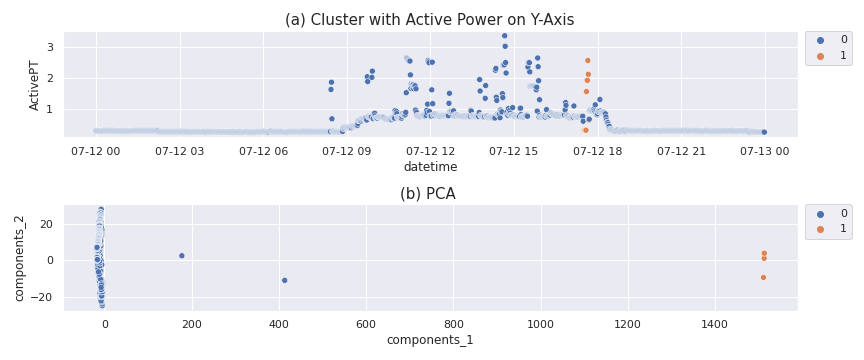 (a) Cluster with Active Power on Y-Axis
0
1
3
2
1
ActivePT
07-12 00 07-12 03 07-12 06 07-12 09 07-12 12 07-12 15 07-12 18 07-12 21 07-13 00
datetime
(b) PCA
0
1
20
0
−20
components_2
0 200 400 600 800 1000 1200 1400
components_1